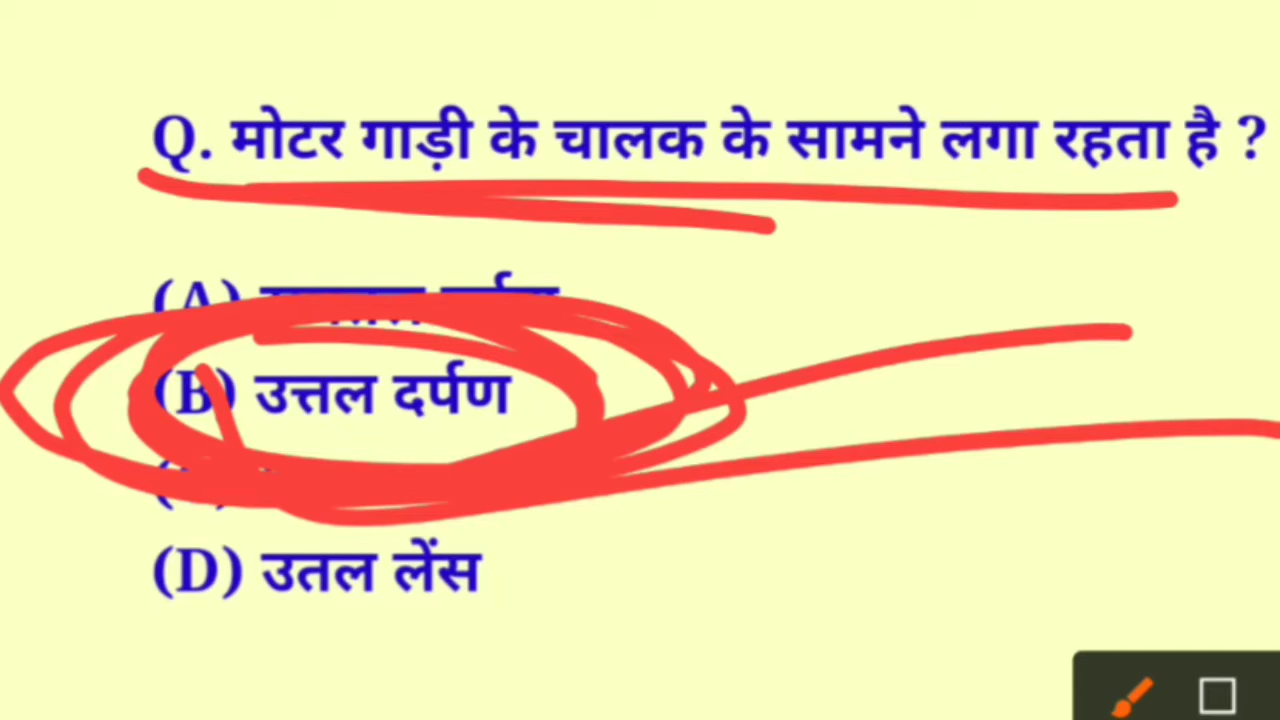 Q. मोटर गाड़ी के चालक के सामने लगा रहता है ?
(A)
(B) उत्तल दर्पण
(D) उतल लेंस